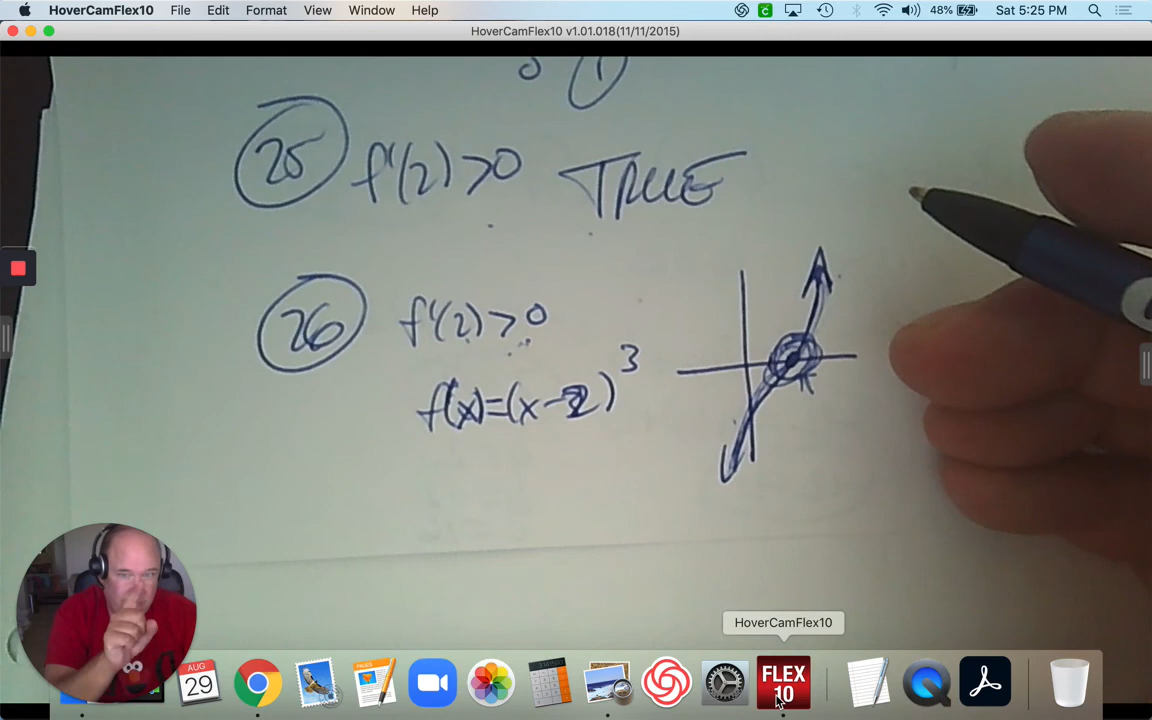 HoverCamFlex10 File Edit Format View Window Help 48% Sat 5:25 PM
HoverCamFlex10 v1.01.018(11/11/2015)
25 f'(2)>0 TRUE
26 f'(2)>0
f(x)=(x-2)^3
HoverCamFlex10
AUG
29
PAGES
FLEX
10